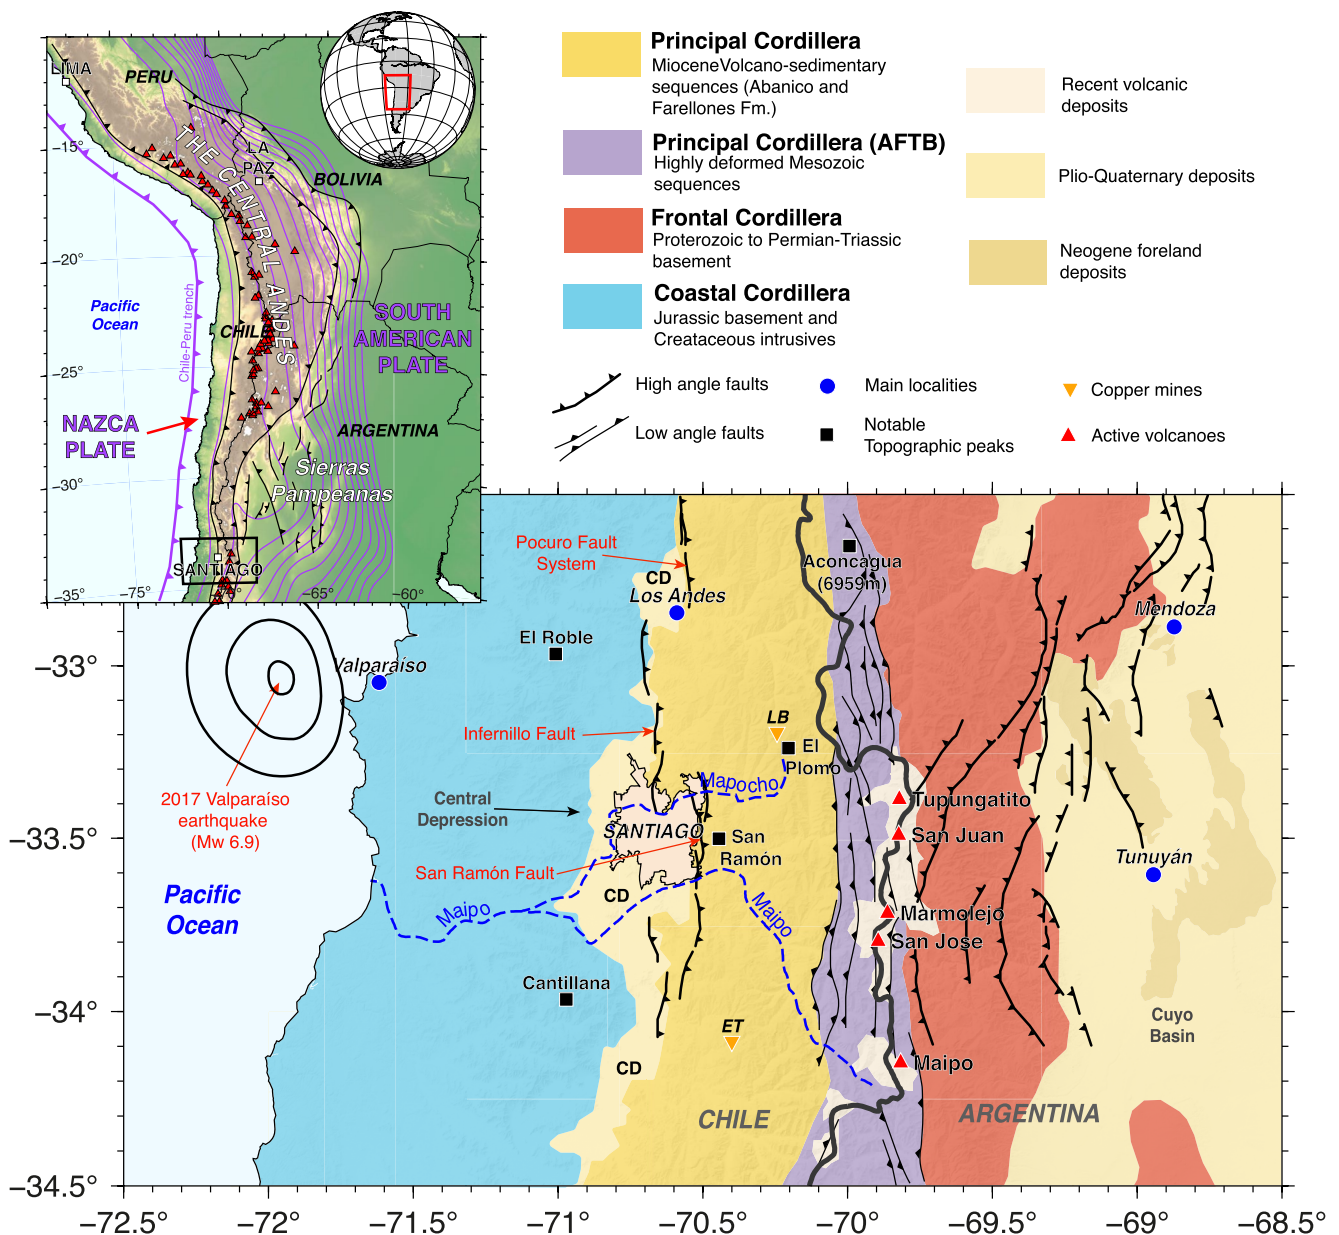 LIMA
PERU
THE CENTRAL ANDES
LA
PAZ
BOLIVIA
−15°
−20°
−25°
−30°
−35°
−75°
−70°
−65°
−60°
Pacific
Ocean
Chile-Peru trench
CHILE
SOUTH
AMERICAN
PLATE
NAZCA
PLATE
ARGENTINA
Sierras
Pampeanas
SANTIAGO
Principal Cordillera
MioceneVolcano-sedimentary
sequences (Abanico and
Farellones Fm.)
Principal Cordillera (AFTB)
Highly deformed Mesozoic
sequences
Frontal Cordillera
Proterozoic to Permian-Triassic
basement
Coastal Cordillera
Jurassic basement and
Creataceous intrusives
Recent volcanic
deposits
Plio-Quaternary deposits
Neogene foreland
deposits
High angle faults
Low angle faults
Main localities
Notable
Topographic peaks
Copper mines
Active volcanoes
Pocuro Fault
System
CD
Los Andes
Aconcagua
(6959m)
Mendoza
El Roble
Valparaíso
LB
El
Plomo
Infernillo Fault
Mapocho
2017 Valparaíso
earthquake
(Mw 6.9)
Central
Depression
SANTIAGO
San
Ramón
Tupungatito
San Juan
Tunuyán
San Ramón Fault
CD
Pacific
Ocean
Maipo
Maipo
Marmolejo
San Jose
Cantillana
ET
Cuyo
Basin
CD
Maipo
CHILE
ARGENTINA
−33°
−33.5°
−34°
−34.5°
−72.5°
−72°
−71.5°
−71°
−70.5°
−70°
−69.5°
−69°
−68.5°